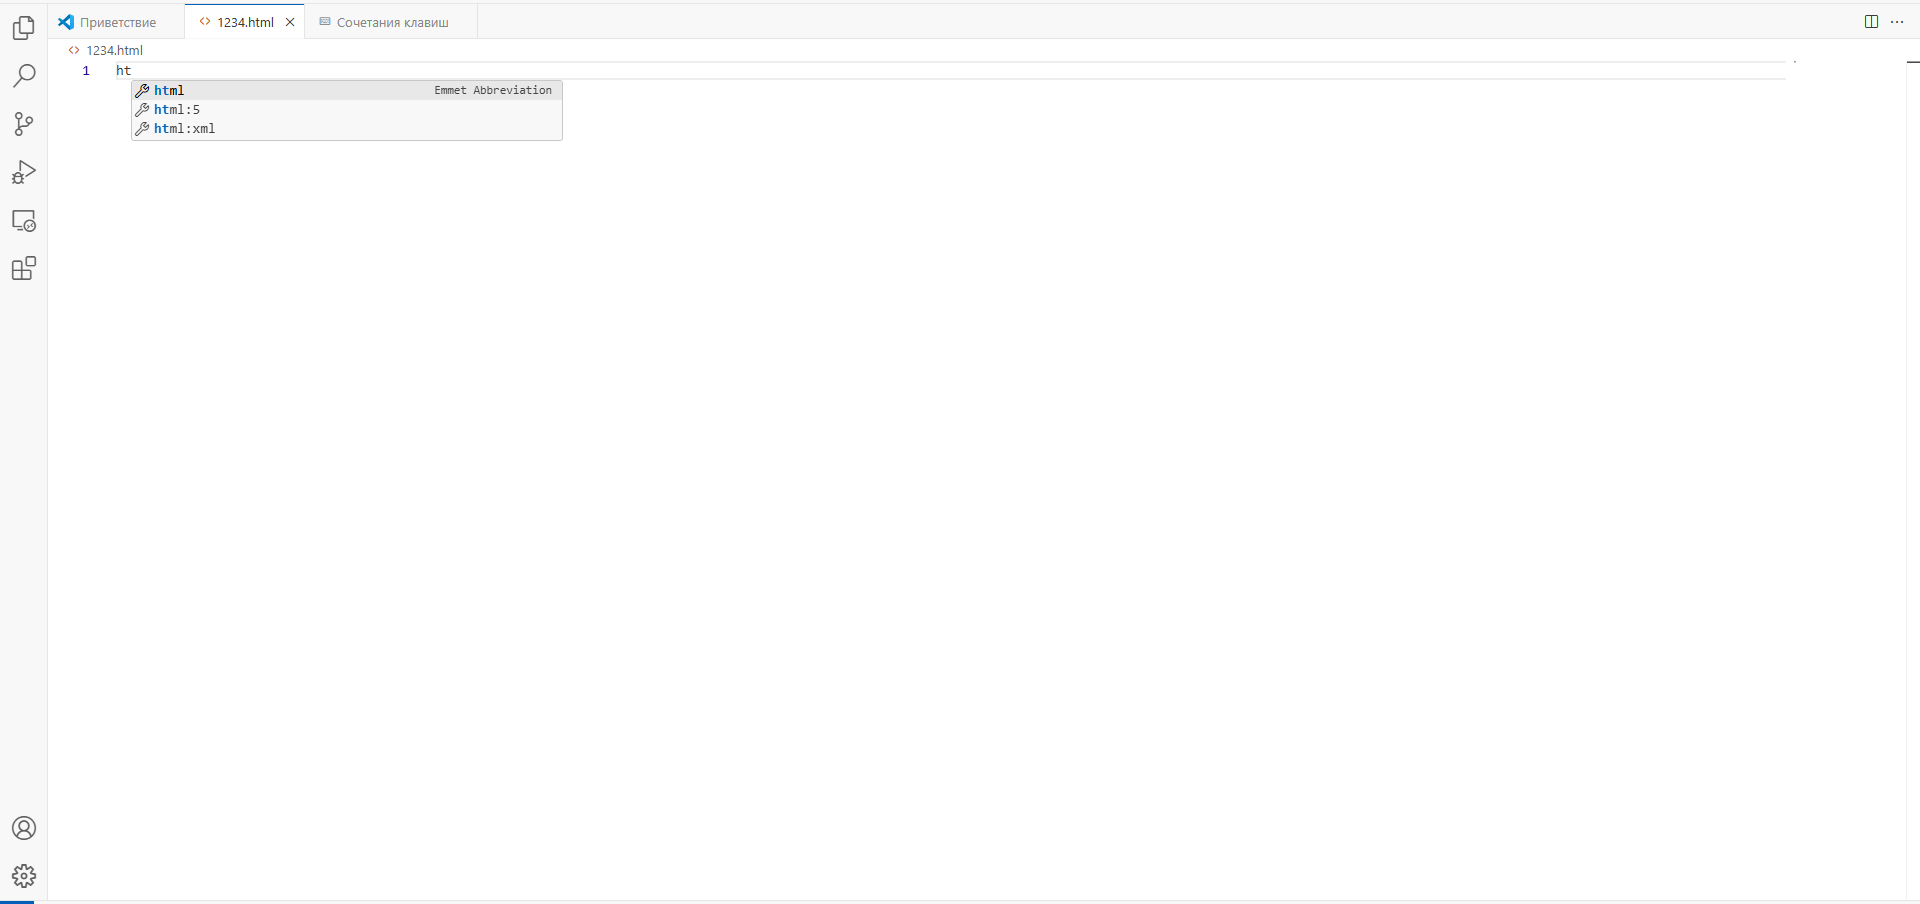 Приветствие
1234.html
Сочетания клавиш
1234.html
1 ht
html Emmet Abbreviation
html:5
html:xml